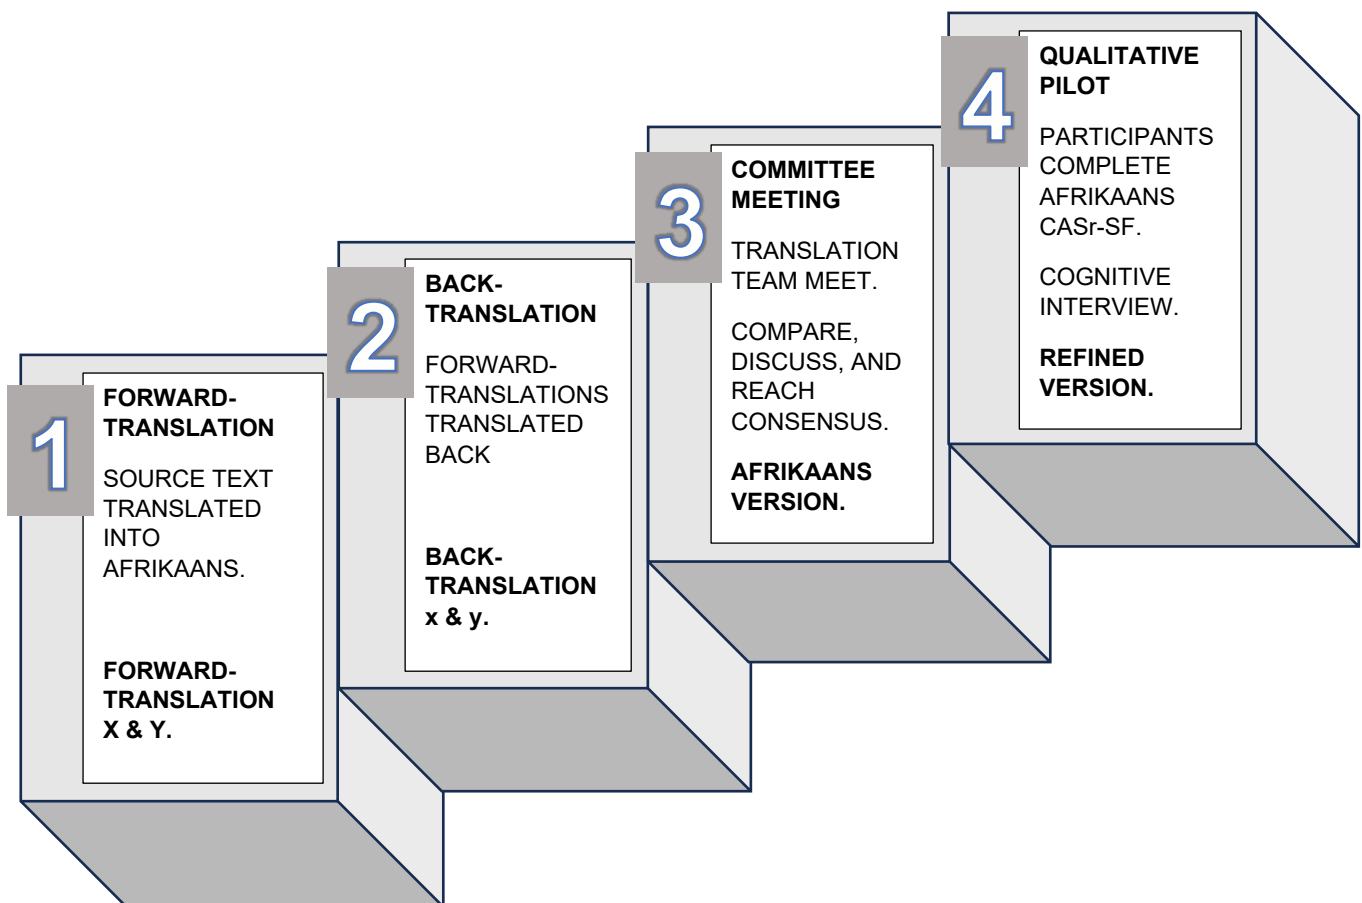 1
FORWARD-
TRANSLATION
SOURCE TEXT
TRANSLATED
INTO
AFRIKAANS.
FORWARD-
TRANSLATION
X & Y.
2
BACK-
TRANSLATION
FORWARD-
TRANSLATIONS
TRANSLATED
BACK
BACK-
TRANSLATION
x & y.
3
COMMITTEE
MEETING
TRANSLATION
TEAM MEET.
COMPARE,
DISCUSS, AND
REACH
CONSENSUS.
AFRIKAANS
VERSION.
4
QUALITATIVE
PILOT
PARTICIPANTS
COMPLETE
AFRIKAANS
CASr-SF.
COGNITIVE
INTERVIEW.
REFINED
VERSION.